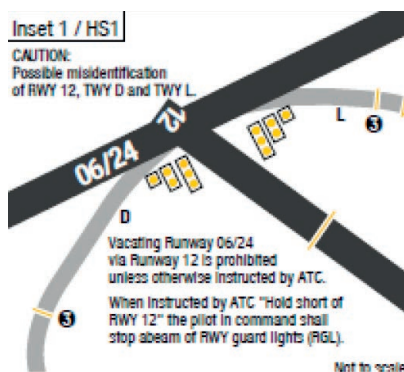 Inset 1 / HS1
CAUTION:
Possible misidentification
of RWY 12, TWY D and TWY L.
12
06/24
L
3
D
Vacating Runway 06/24
via Runway 12 is prohibited
unless otherwise instructed by ATC.
3
When instructed by ATC "Hold short of
RWY 12" the pilot in command shall
stop abeam of RWY guard lights (RGL).
Not to scale